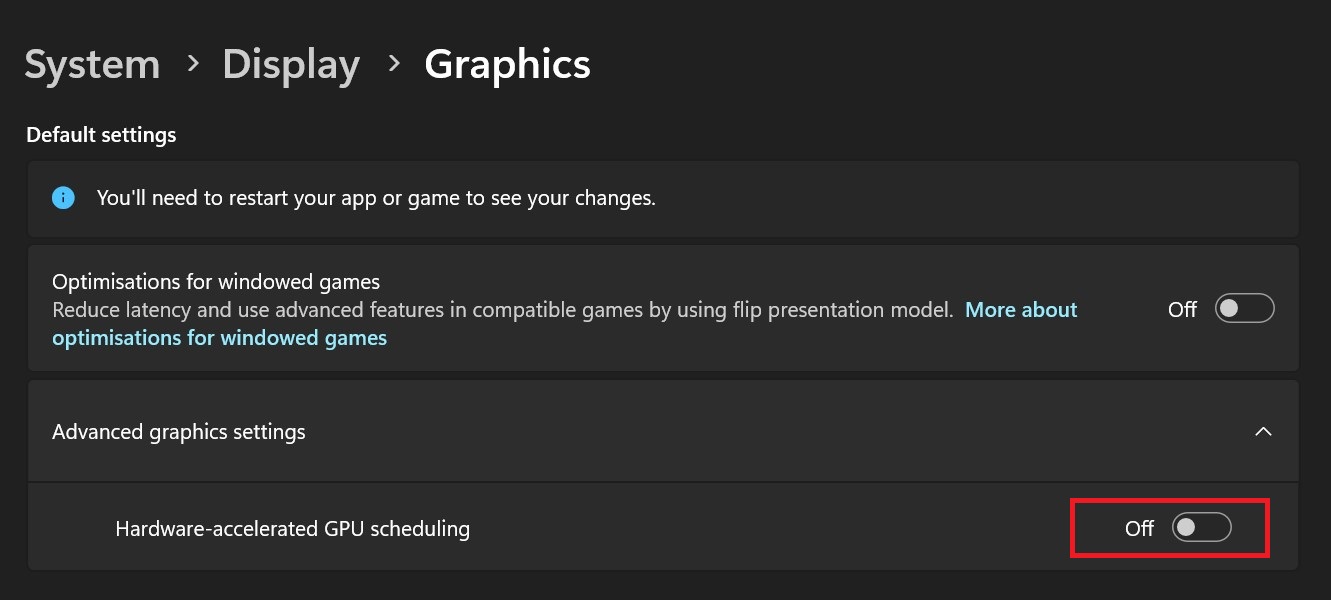 System > Display > Graphics
Default settings
You'll need to restart your app or game to see your changes.
Optimisations for windowed games
Reduce latency and use advanced features in compatible games by using flip presentation model. More about
optimisations for windowed games
Off
Advanced graphics settings
Hardware-accelerated GPU scheduling
Off